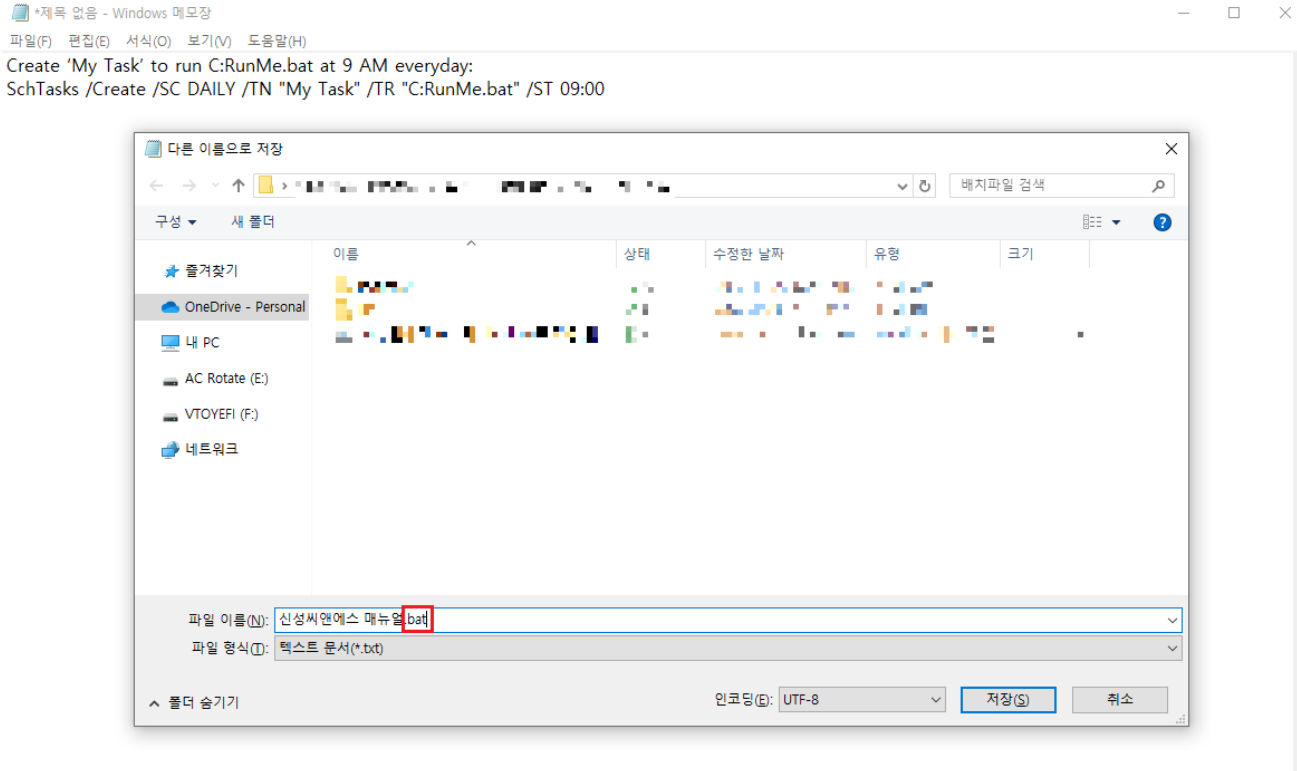 *제목 없음 - Windows 메모장
파일(F) 편집(E) 서식(O) 보기(V) 도움말(H)
Create ‘My Task’ to run C:RunMe.bat at 9 AM everyday:
SchTasks /Create /SC DAILY /TN "My Task" /TR "C:RunMe.bat" /ST 09:00
다른 이름으로 저장
배치파일 검색
구성 새 폴더
이름 상태 수정한 날짜 유형 크기
즐겨찾기
OneDrive - Personal
내 PC
AC Rotate (E:)
VTOYEFI (F:)
네트워크
파일 이름(N): 신성씨앤에스 매뉴얼.bat
파일 형식(T): 텍스트 문서(*.txt)
폴더 숨기기 인코딩(E): UTF-8 저장(S) 취소